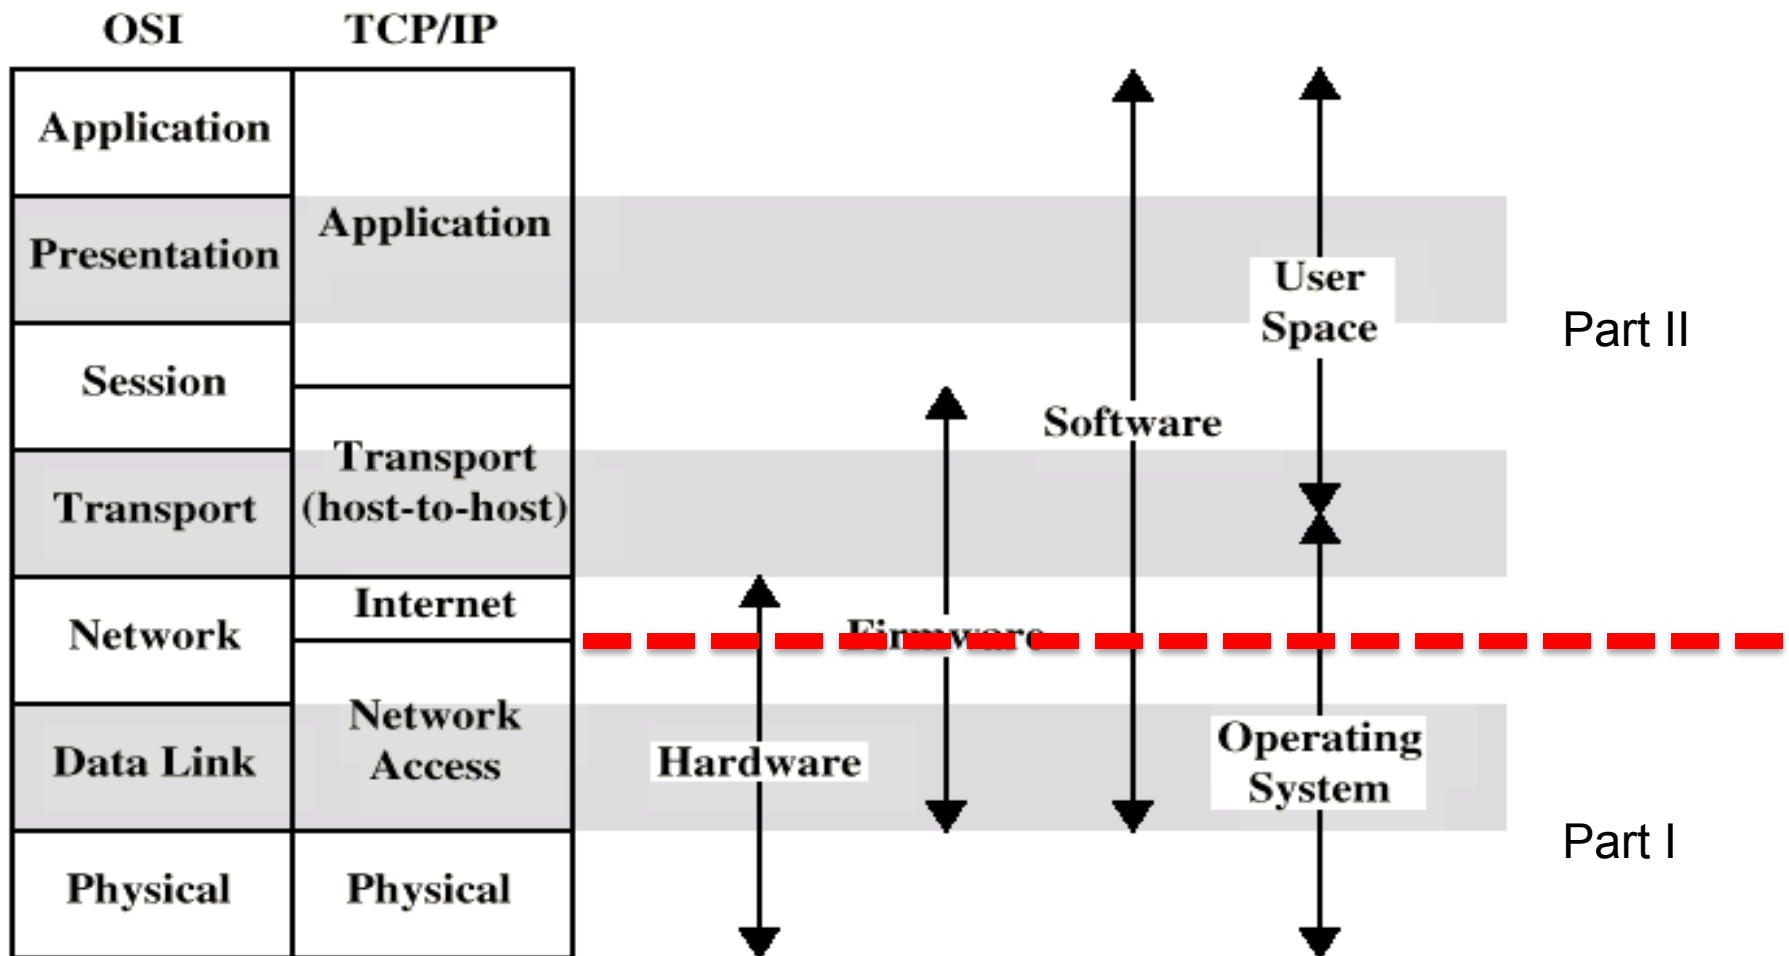 OSI TCP/IP
Application
Presentation
Session
Transport
Network
Data Link
Physical
Application
Transport
(host-to-host)
Internet
Network
Access
Physical
Hardware
Firmware
Software
User
Space
Operating
System
Part II
Part I